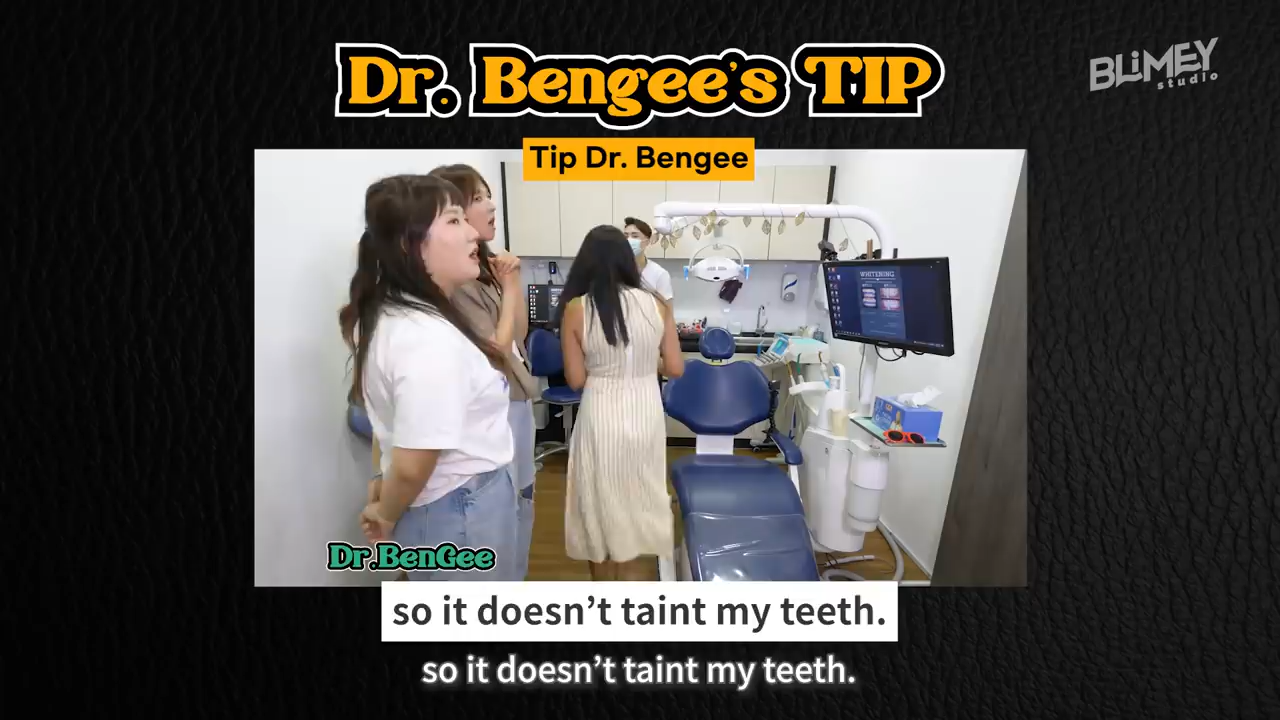 Dr. Bengee's TIP
BLiMEY
studio
Tip Dr. Bengee
WHITENING
Dr.BenGee
so it doesn't taint my teeth.
so it doesn't taint my teeth.